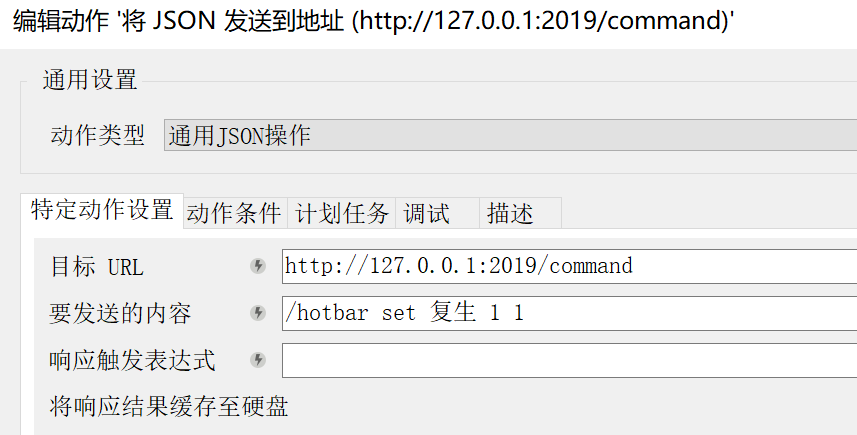 编辑动作 '将 JSON 发送到地址 (http://127.0.0.1:2019/command)'
通用设置
动作类型 通用JSON操作
特定动作设置 动作条件 计划任务 调试 描述
目标 URL http://127.0.0.1:2019/command
要发送的内容 /hotbar set 复生 1 1
响应触发表达式
将响应结果缓存至硬盘